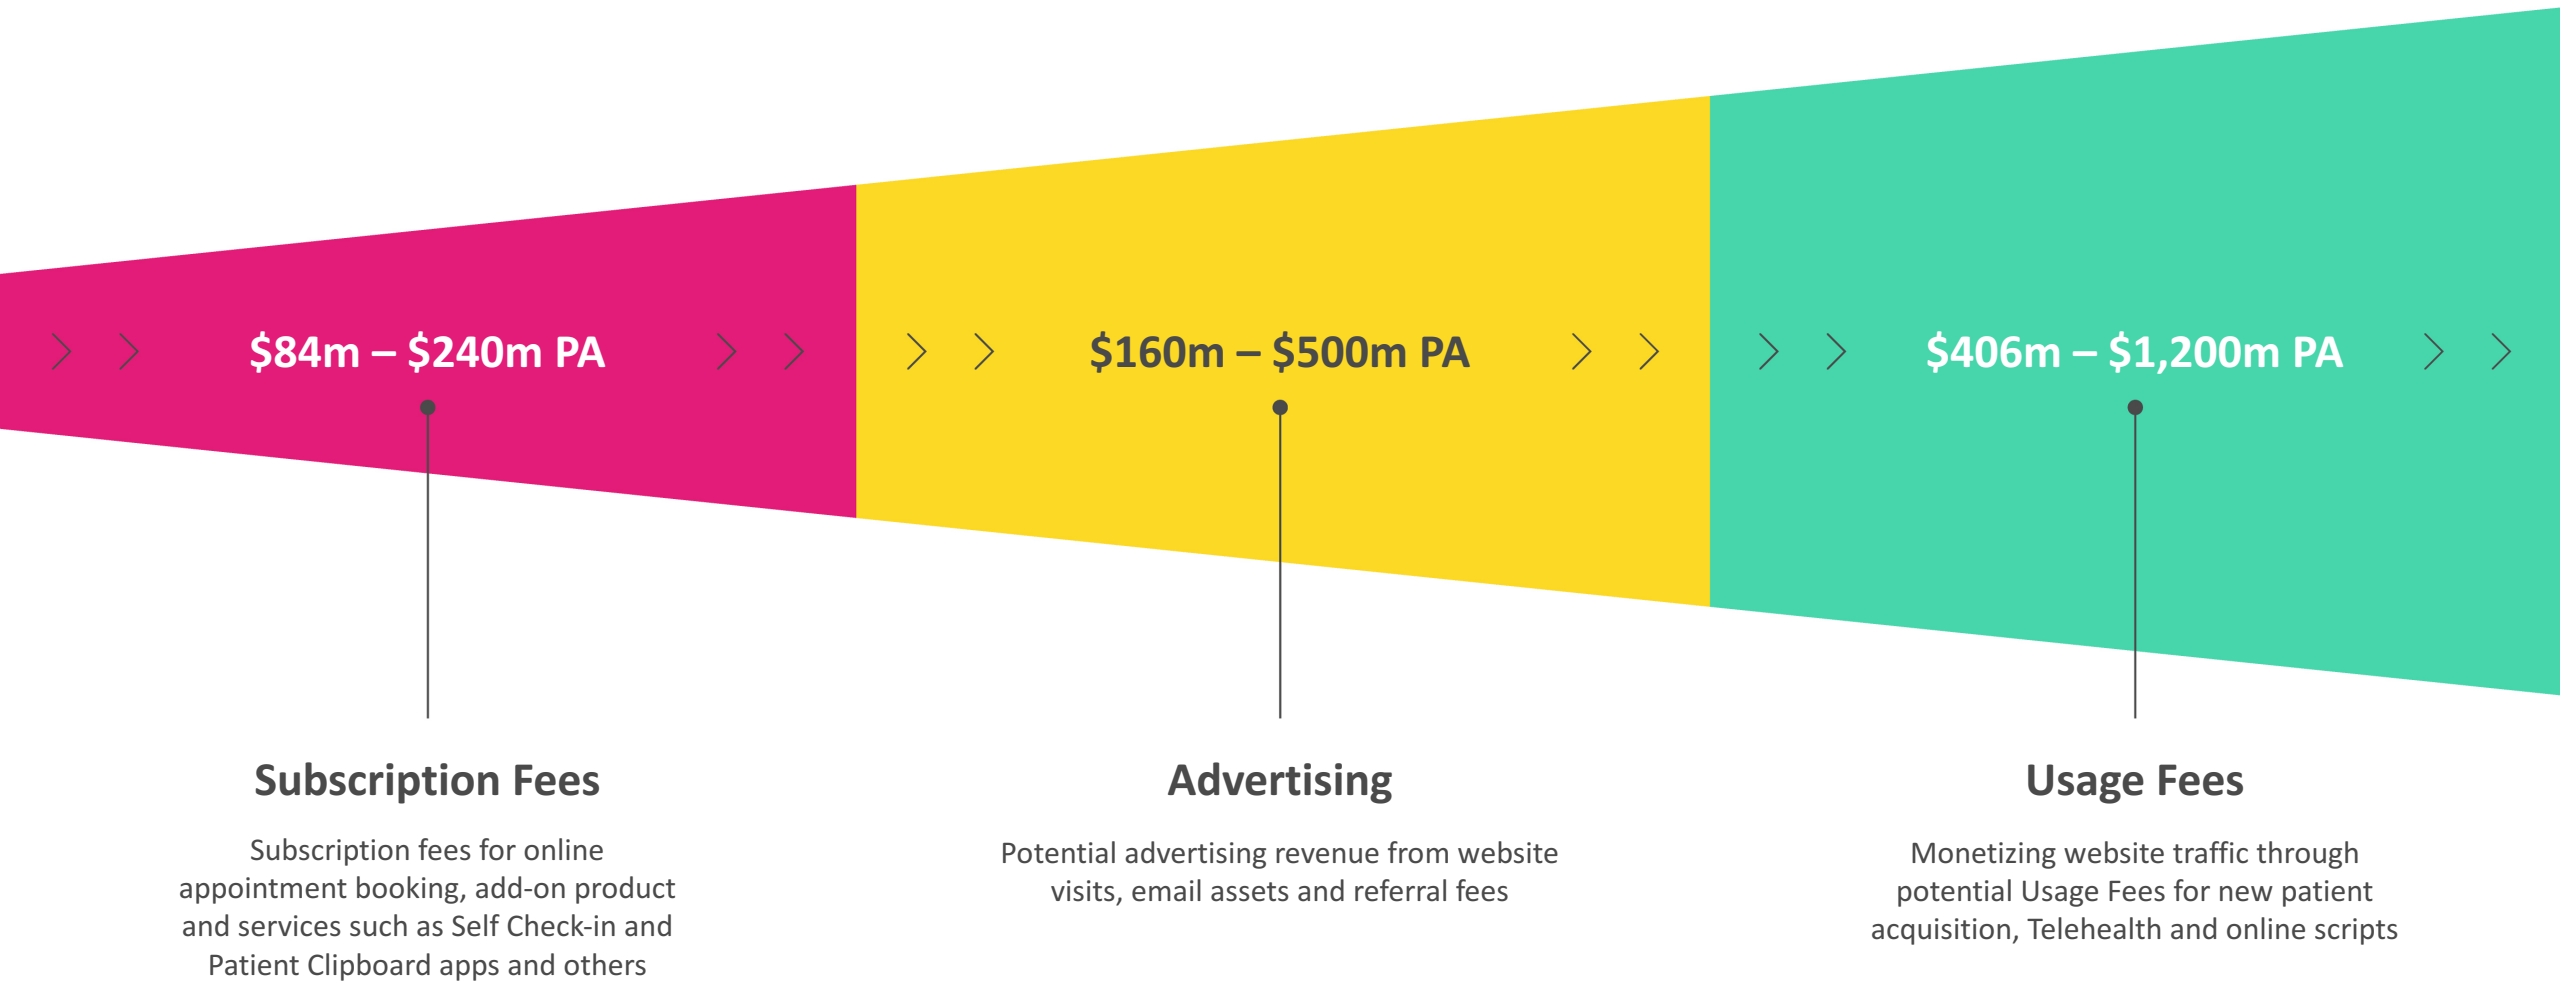 $84m – $240m PA
$160m – $500m PA
$406m – $1,200m PA
Subscription Fees
Subscription fees for online
appointment booking, add-on product
and services such as Self Check-in and
Patient Clipboard apps and others
Advertising
Potential advertising revenue from website
visits, email assets and referral fees
Usage Fees
Monetizing website traffic through
potential Usage Fees for new patient
acquisition, Telehealth and online scripts